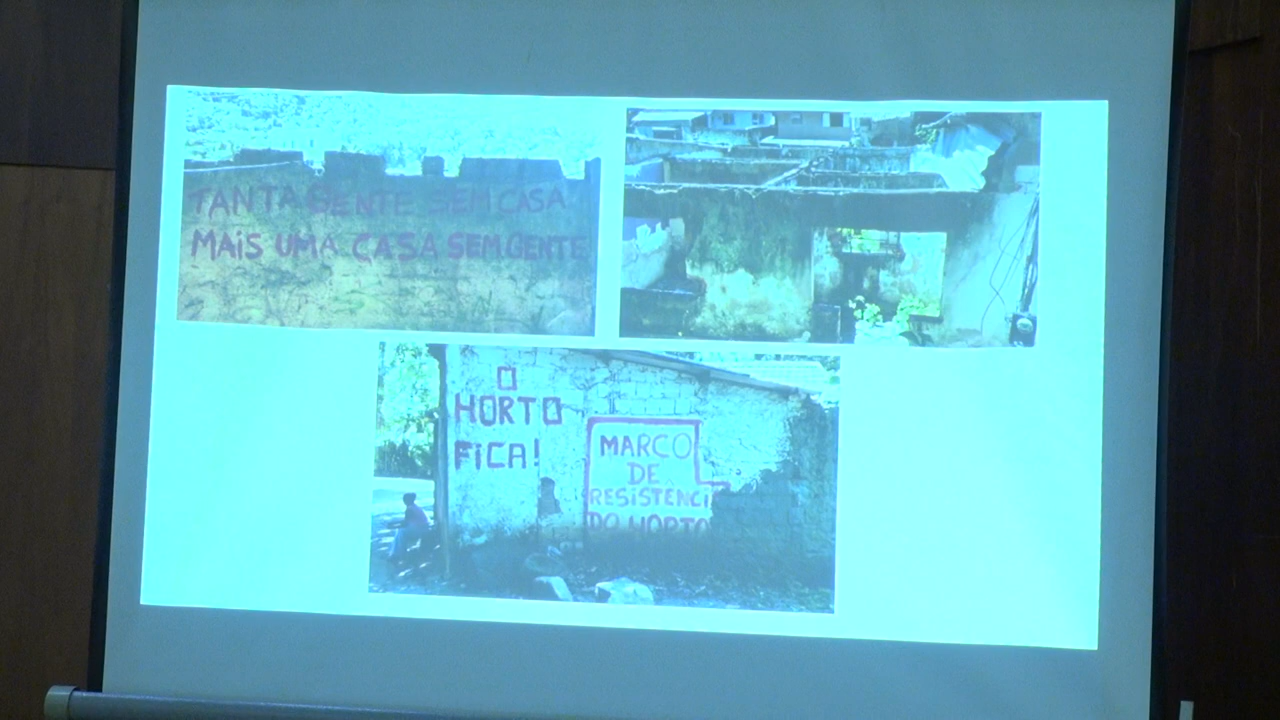 TANTA GENTE SEM CASA
MAIS UMA CASA SEM GENTE
O
HORTO
FICA!
MARCO
DE
RESISTENCI
DO HORTO